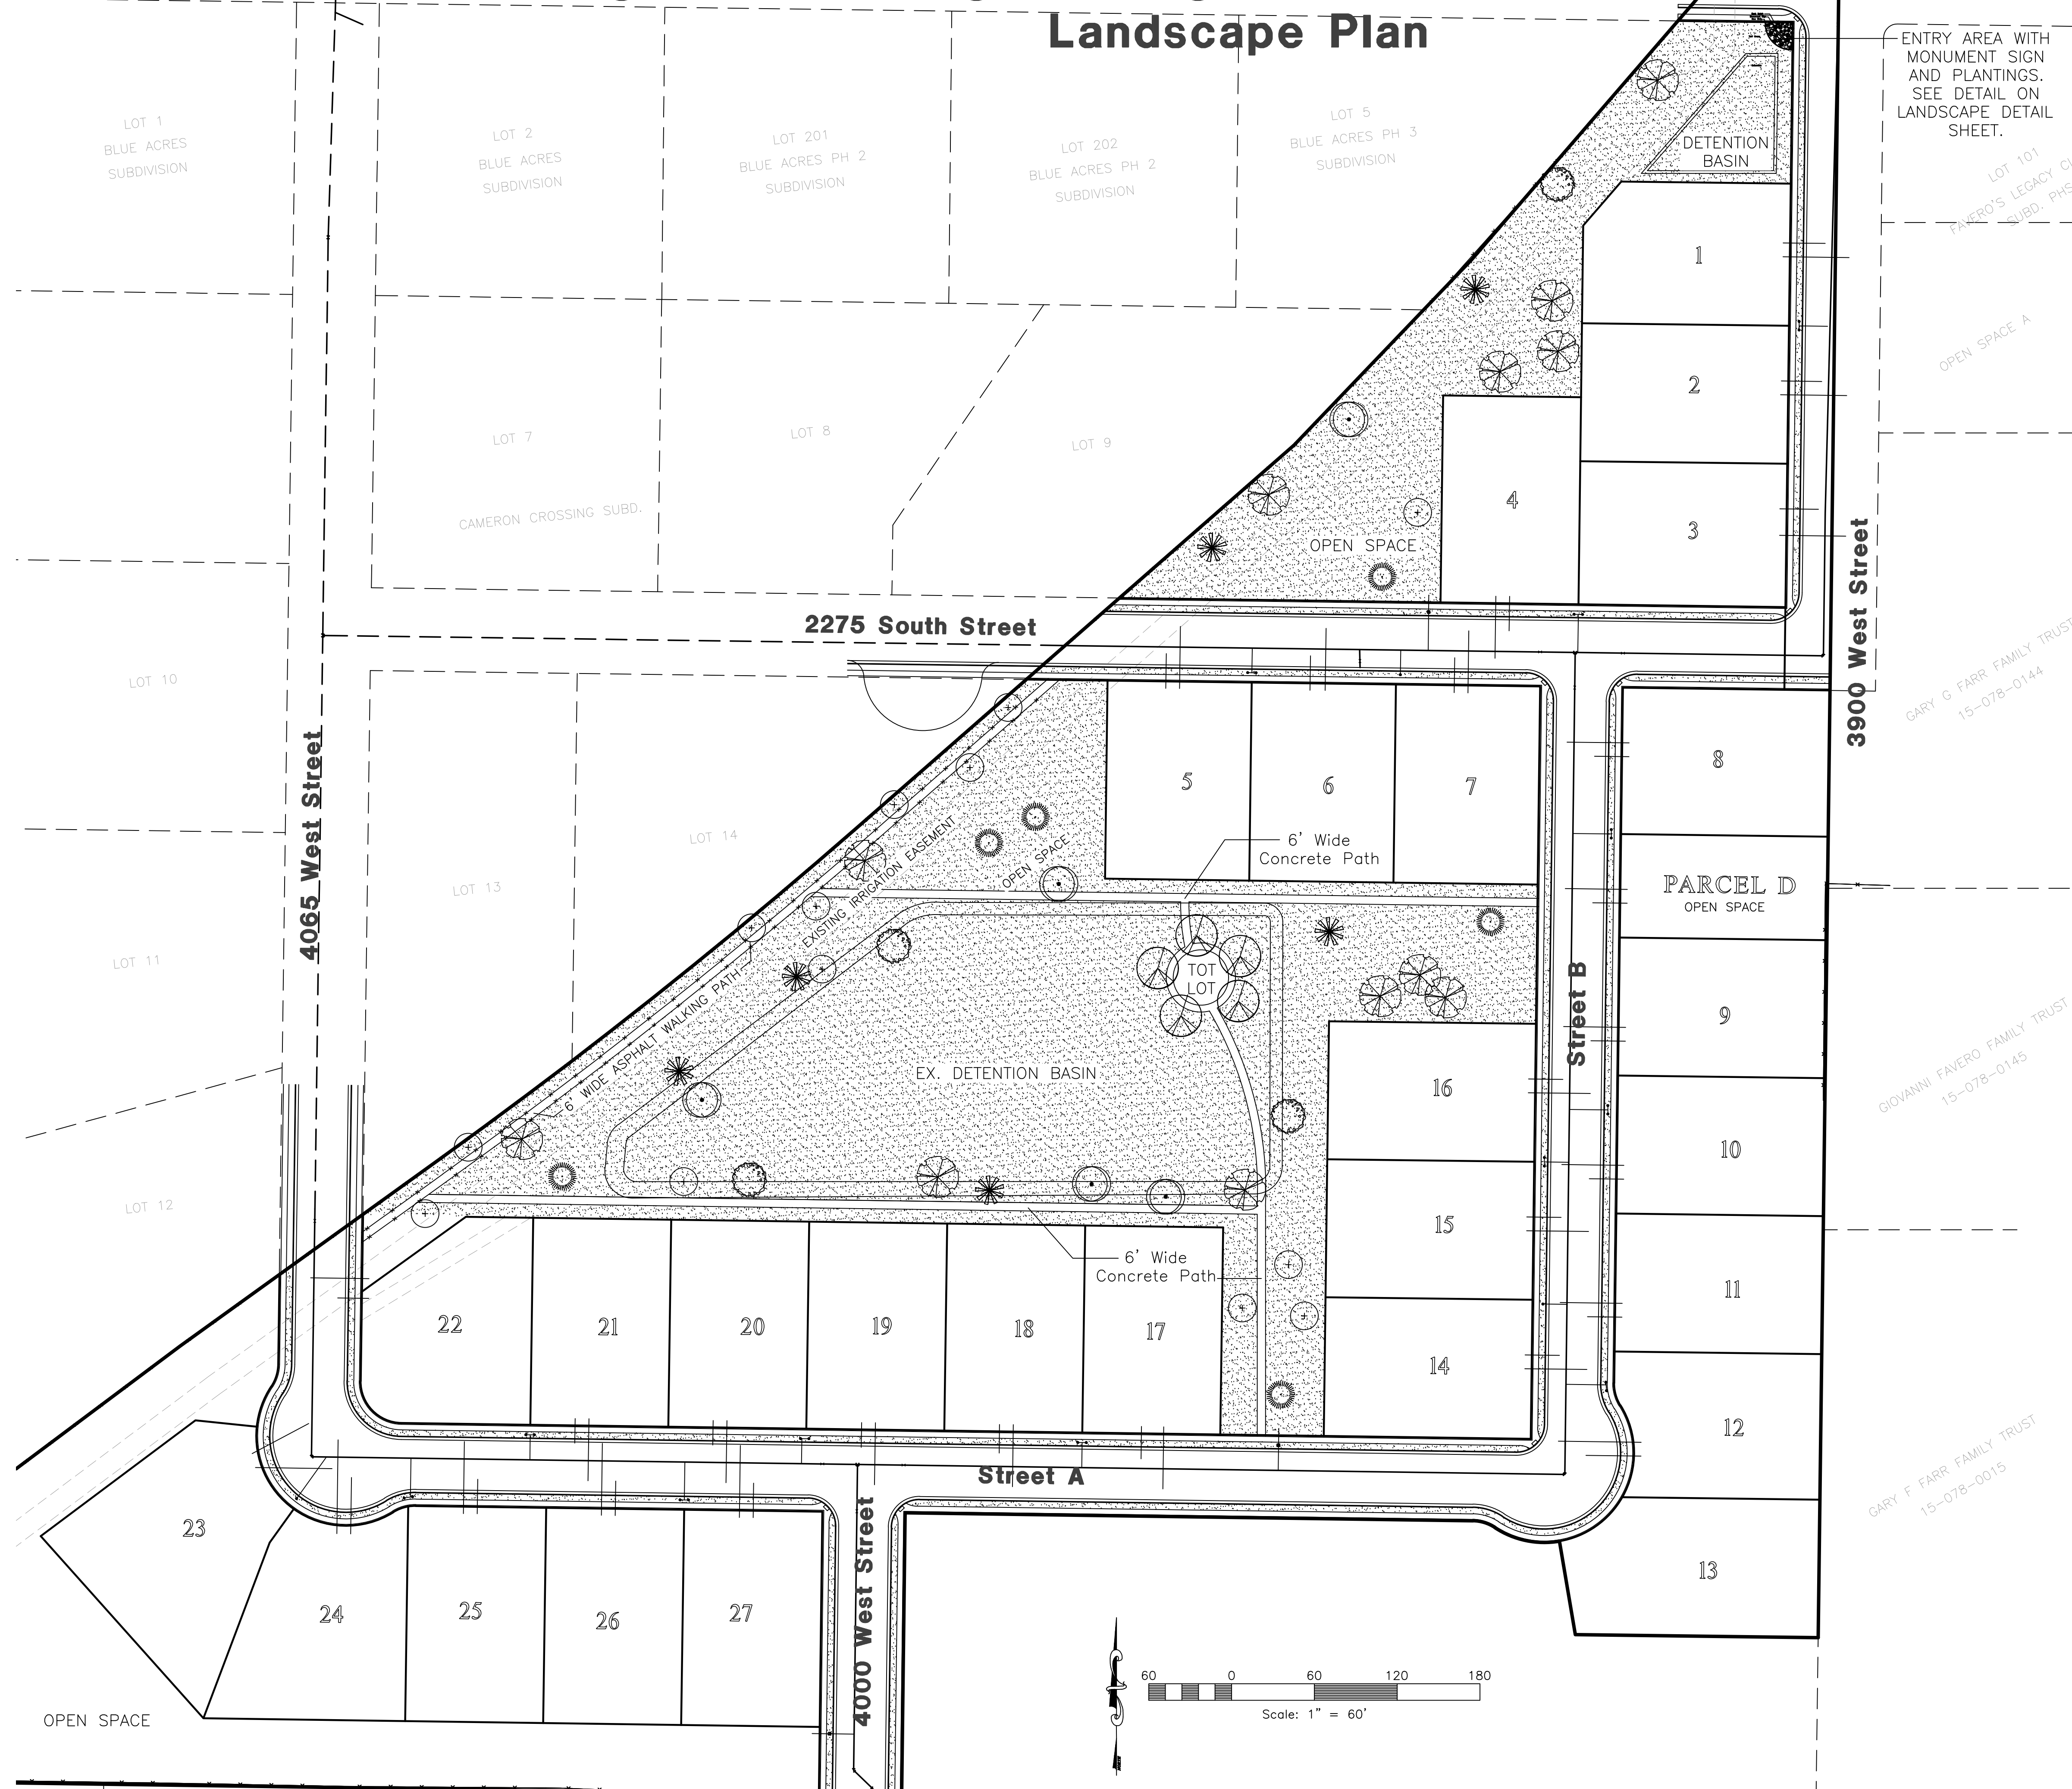 Landscape Plan
ENTRY AREA WITH
MONUMENT SIGN
AND PLANTINGS.
SEE DETAIL ON
LANDSCAPE DETAIL
SHEET.
LOT 1
BLUE ACRES
SUBDIVISION
LOT 2
BLUE ACRES
SUBDIVISION
LOT 201
BLUE ACRES PH 2
SUBDIVISION
LOT 202
BLUE ACRES PH 2
SUBDIVISION
LOT 5
BLUE ACRES PH 3
SUBDIVISION
DETENTION
BASIN
LOT 101
FAVERO'S LEGACY
SUBD.
1
2
OPEN SPACE A
LOT 7
LOT 8
LOT 9
CAMERON CROSSING SUBD.
4
3
OPEN SPACE
3900 West Street
2275 South Street
GARY G FARR FAMILY TRUST
15-078-0144
LOT 10
4065 West Street
LOT 14
LOT 13
5
6
7
8
6' Wide
Concrete Path
EXISTING IRRIGATION EASEMENT
OPEN SPACE
PARCEL D
OPEN SPACE
LOT 11
6' WIDE ASPHALT WALKING PATH
TOT
LOT
Street B
9
EX. DETENTION BASIN
16
GIOVANNI FAVERO FAMILY TRUST
15-078-0145
10
LOT 12
15
6' Wide
Concrete Path
11
22
21
20
19
18
17
14
12
Street A
GARY F FARR FAMILY TRUST
15-078-0015
23
24
25
26
27
4000 West Street
13
OPEN SPACE
60 0 60 120 180
Scale: 1" = 60'